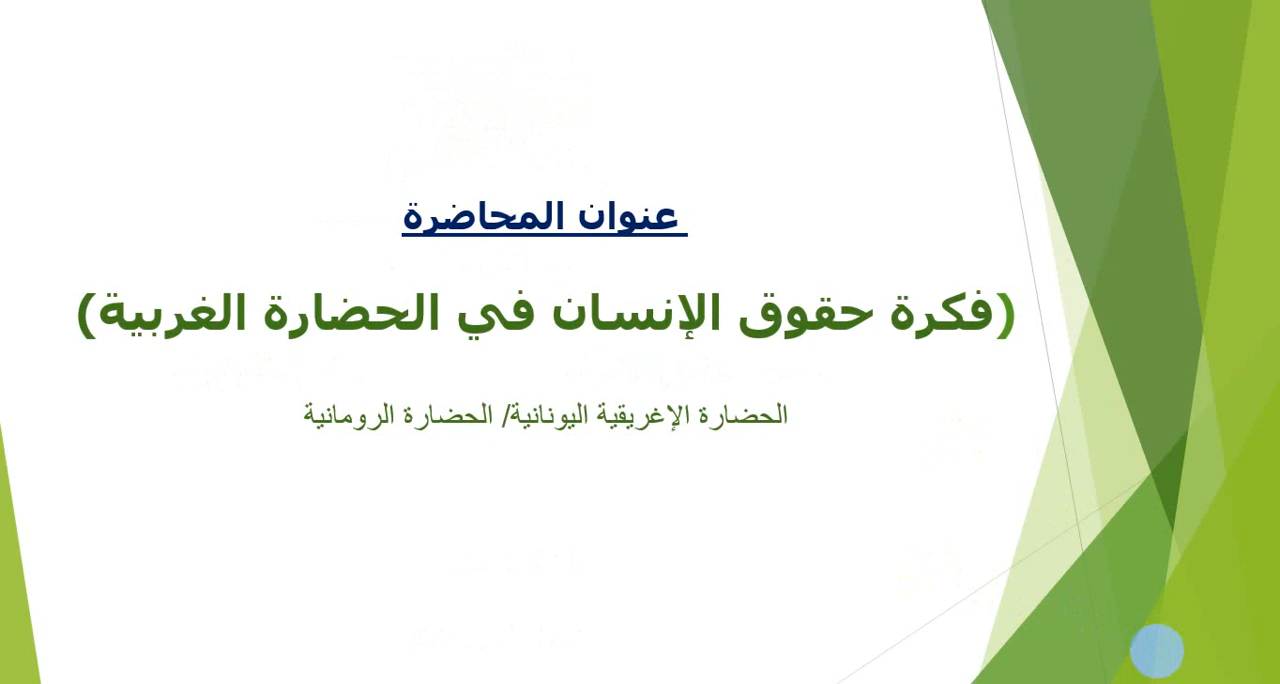 عنوان المحاضرة
(فكرة حقوق الإنسان في الحضارة الغربية)
الحضارة الإغريقية اليونانية/ الحضارة الرومانية